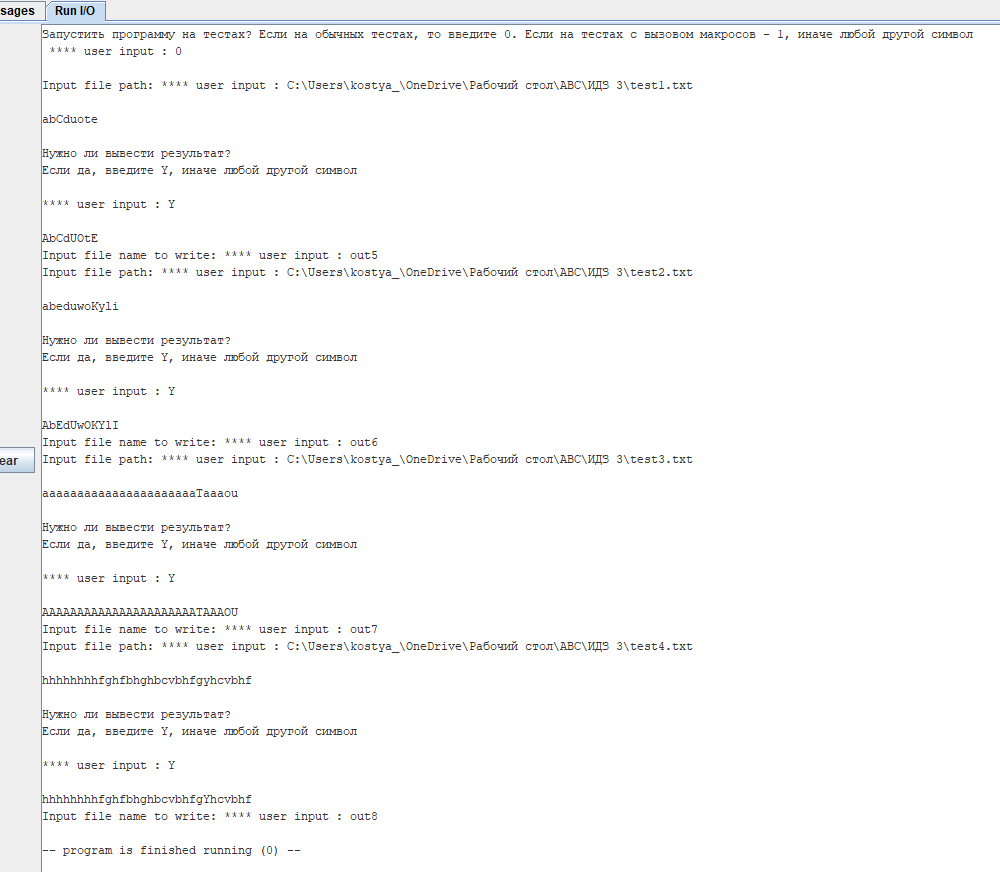 sages
Run I/O
Запустить программу на тестах? Если на обычных тестах, то введите 0. Если на тестах с вызовом макросов - 1, иначе любой другой символ
**** user input : 0
Input file path: **** user input : C:\Users\kostya_\OneDrive\Рабочий стол\АВС\ИДЗ 3\test1.txt
abCduote
Нужно ли вывести результат?
Если да, введите Y, иначе любой другой символ
**** user input : Y
AbCdUOtE
Input file name to write: **** user input : out5
Input file path: **** user input : C:\Users\kostya_\OneDrive\Рабочий стол\АВС\ИДЗ 3\test2.txt
abeduwoKyli
Нужно ли вывести результат?
Если да, введите Y, иначе любой другой символ
**** user input : Y
AbEdUwOKYlI
Input file name to write: **** user input : out6
ear
Input file path: **** user input : C:\Users\kostya_\OneDrive\Рабочий стол\АВС\ИДЗ 3\test3.txt
aaaaaaaaaaaaaaaaaaaaaaTaaaou
Нужно ли вывести результат?
Если да, введите Y, иначе любой другой символ
**** user input : Y
AAAAAAAAAAAAAAAAAAAAAATAAAOU
Input file name to write: **** user input : out7
Input file path: **** user input : C:\Users\kostya_\OneDrive\Рабочий стол\АВС\ИДЗ 3\test4.txt
hhhhhhhhfghfbhghbcvbhfgyhcvbhf
Нужно ли вывести результат?
Если да, введите Y, иначе любой другой символ
**** user input : Y
hhhhhhhhfghfbhghbcvbhfgYhcvbhf
Input file name to write: **** user input : out8
-- program is finished running (0) --